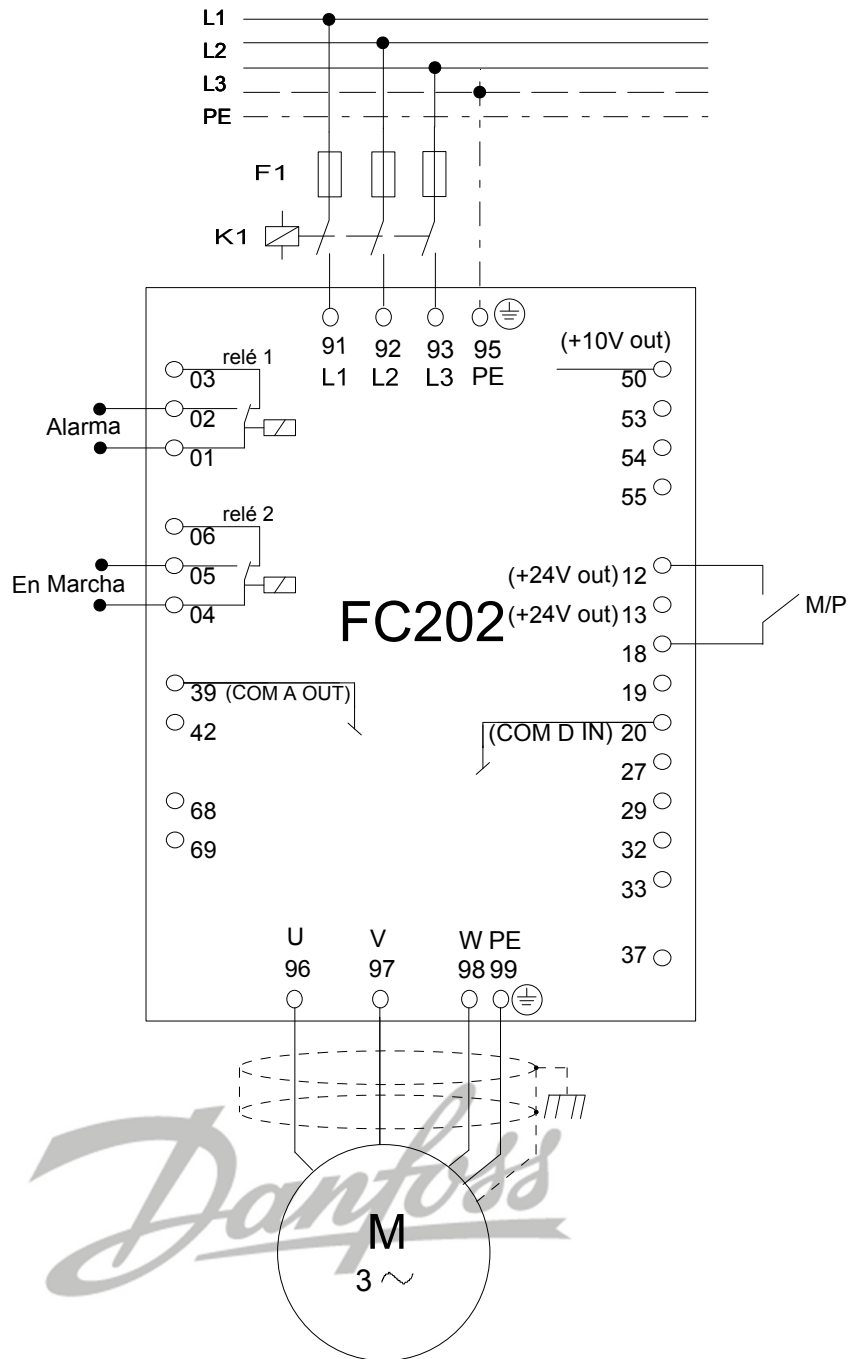 L1
L2
L3
PE
F1
K1
91 92 93 95
L1 L2 L3 PE
(+10V out)
50
53
54
55
03 relé 1
02
01
Alarma
06 relé 2
05
04
En Marcha
FC202
(+24V out) 12
(+24V out) 13
18
M/P
19
39 (COM A OUT)
42
(COM D IN) 20
27
29
32
33
37
68
69
U V W PE
96 97 98 99
Danfoss
M
3